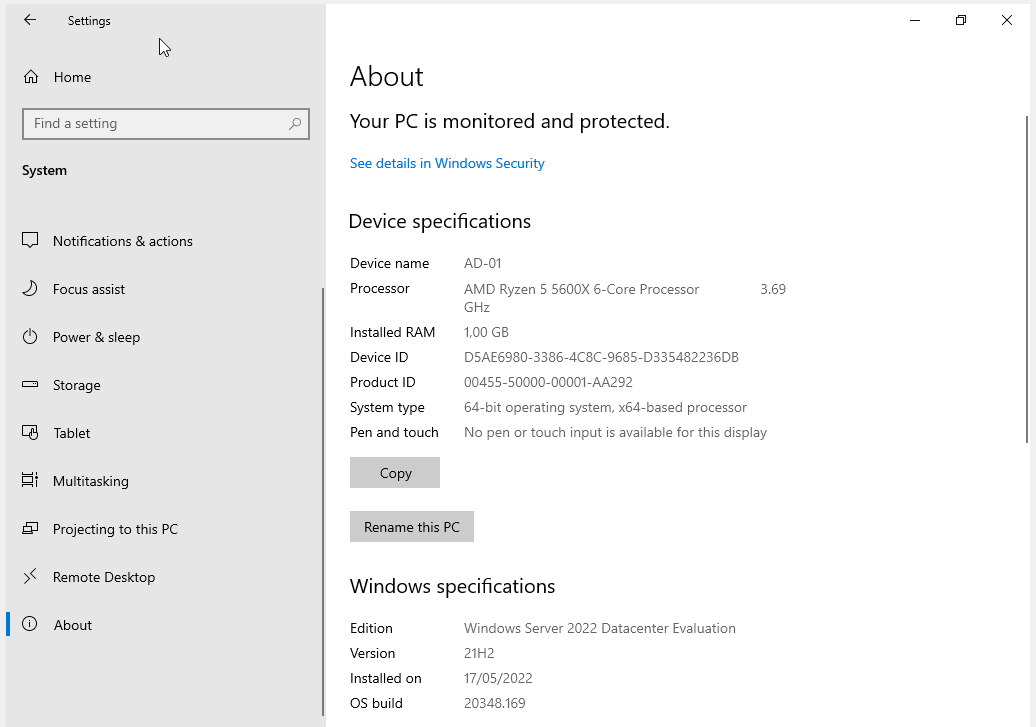 Settings
Home
Find a setting
System
Notifications & actions
Focus assist
Power & sleep
Storage
Tablet
Multitasking
Projecting to this PC
Remote Desktop
About
About
Your PC is monitored and protected.
See details in Windows Security
Device specifications
Device name AD-01
Processor AMD Ryzen 5 5600X 6-Core Processor 3.69
GHz
Installed RAM 1,00 GB
Device ID D5AE6980-3386-4C8C-9685-D335482236DB
Product ID 00455-50000-00001-AA292
System type 64-bit operating system, x64-based processor
Pen and touch No pen or touch input is available for this display
Copy
Rename this PC
Windows specifications
Edition Windows Server 2022 Datacenter Evaluation
Version 21H2
Installed on 17/05/2022
OS build 20348.169